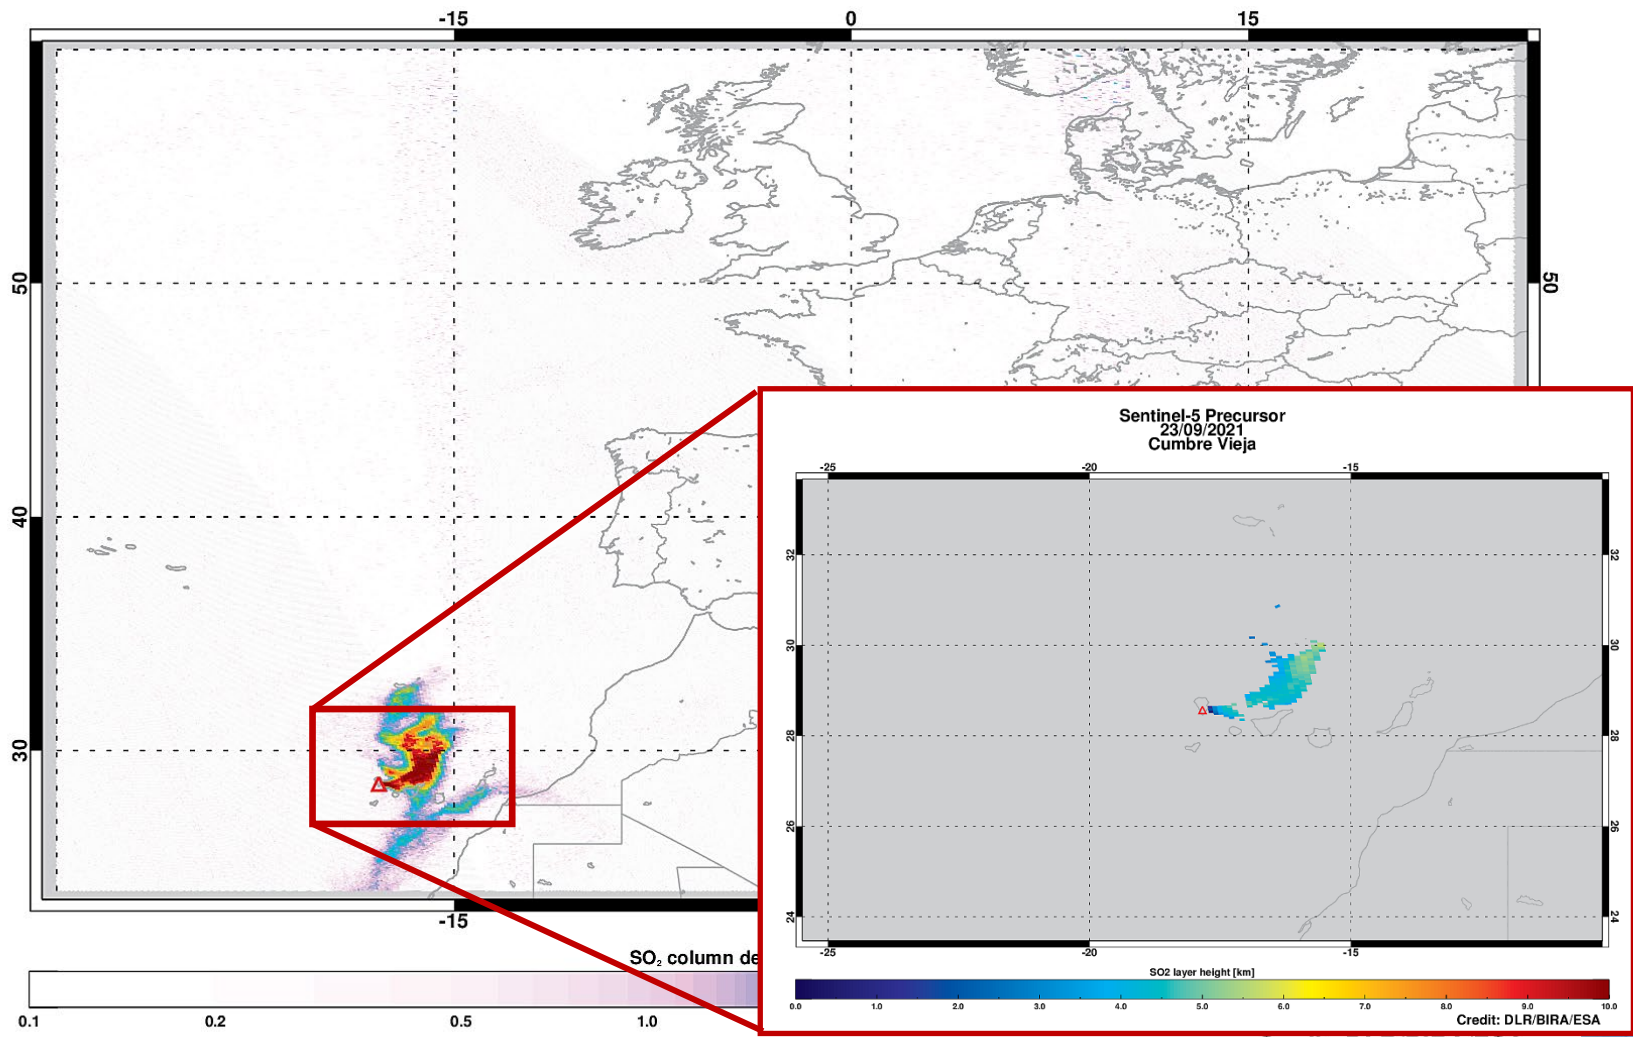 -15 0 15
50 50
40
30
-15
SO₂ column de
0.1 0.2 0.5 1.0
Sentinel-5 Precursor
23/09/2021
Cumbre Vieja
-25 -20 -15
32 32
30 30
28 28
26 26
24 24
-25 -20 -15
SO2 layer height [km]
0.0 1.0 2.0 3.0 4.0 5.0 6.0 7.0 8.0 9.0 10.0
Credit: DLR/BIRA/ESA